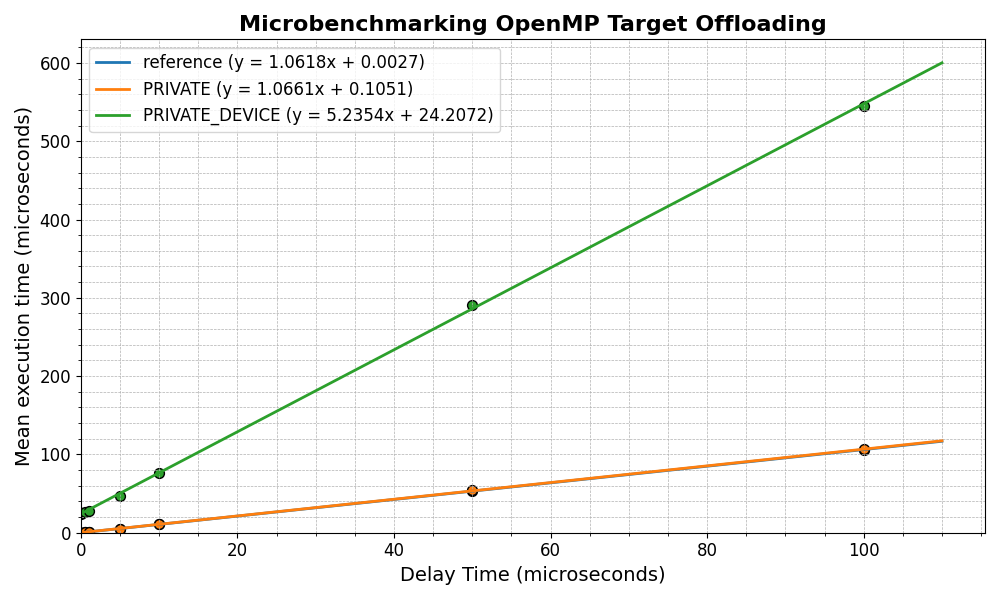 Microbenchmarking OpenMP Target Offloading
reference (y = 1.0618x + 0.0027)
PRIVATE (y = 1.0661x + 0.1051)
PRIVATE_DEVICE (y = 5.2354x + 24.2072)
Mean execution time (microseconds)
600
500
400
300
200
100
0
0 20 40 60 80 100
Delay Time (microseconds)